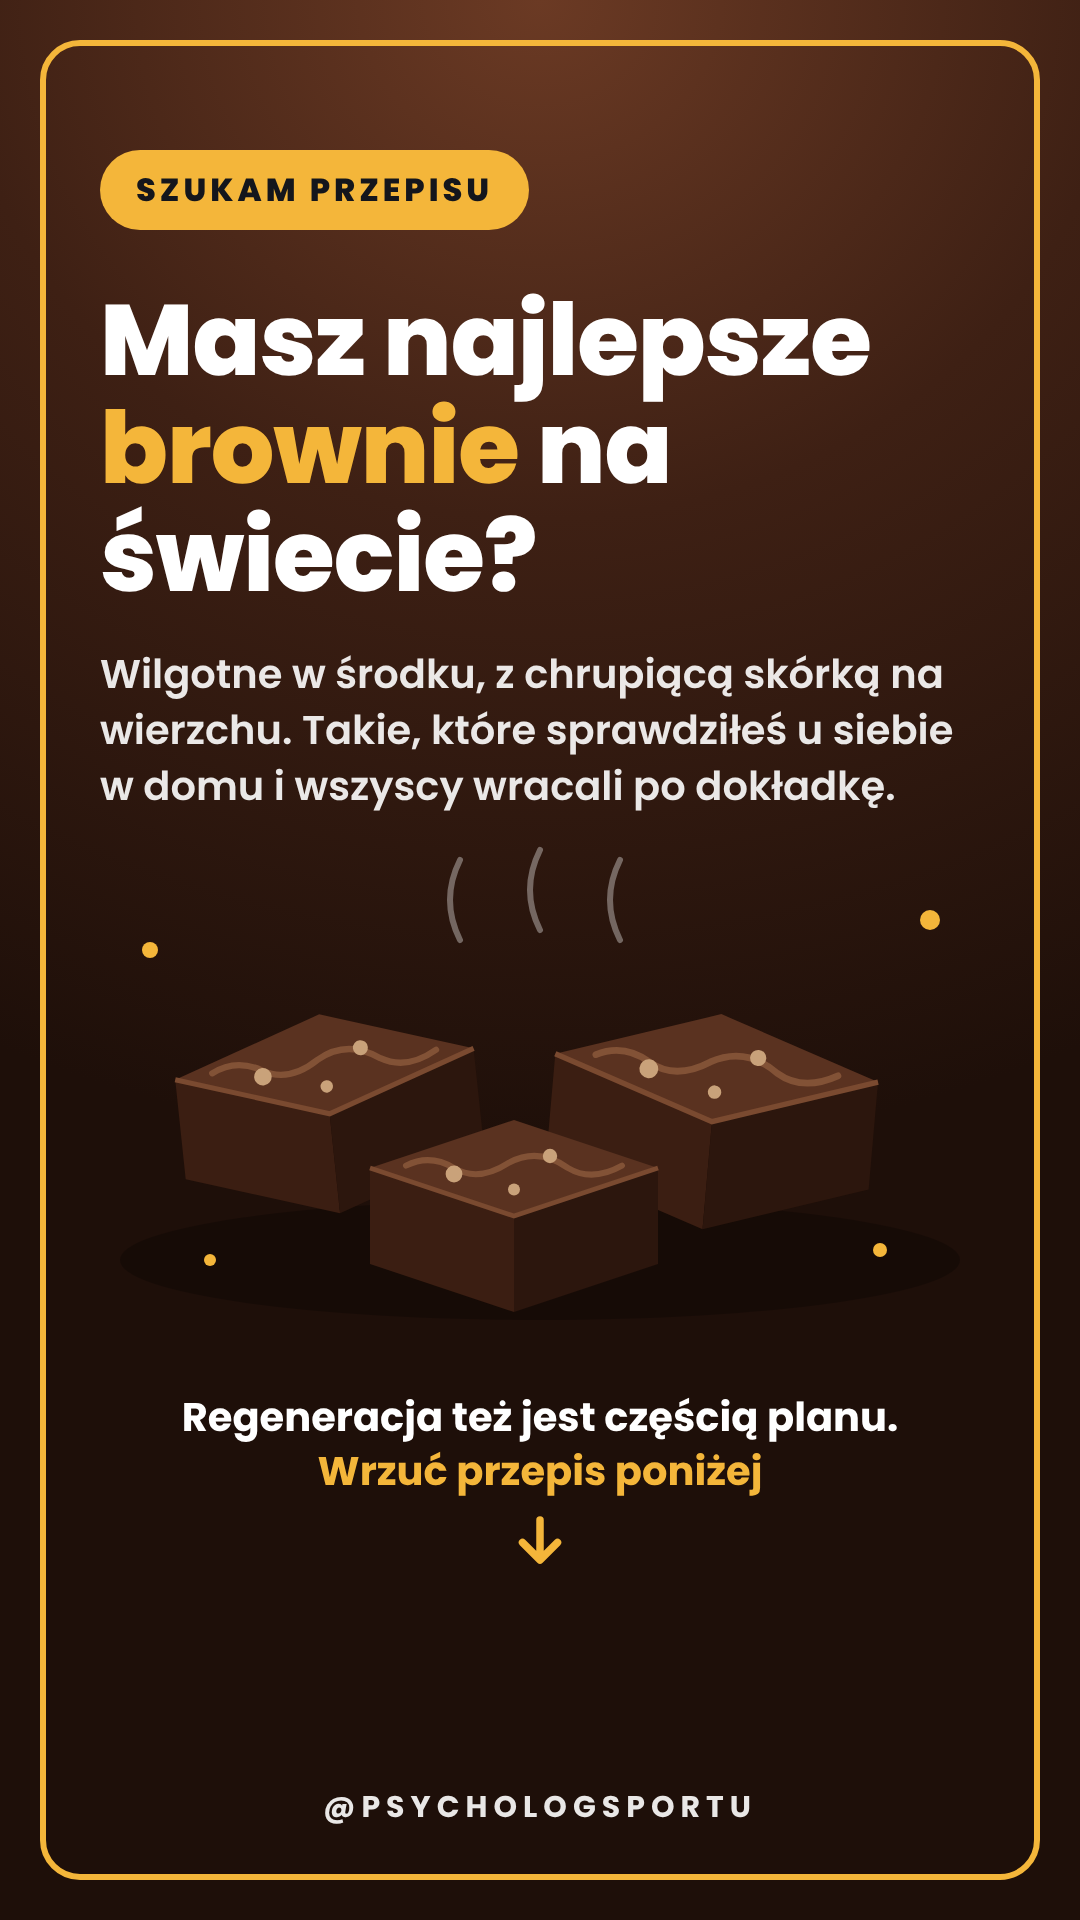 SZUKAM PRZEPISU
Masz najlepsze
brownie na
świecie?
Wilgotne w środku, z chrupiącą skórką na
wierzchu. Takie, które sprawdziłeś u siebie
w domu i wszyscy wracali po dokładkę.
Regeneracja też jest częścią planu.
Wrzuć przepis poniżej
@PSYCHOLOGSPORTU